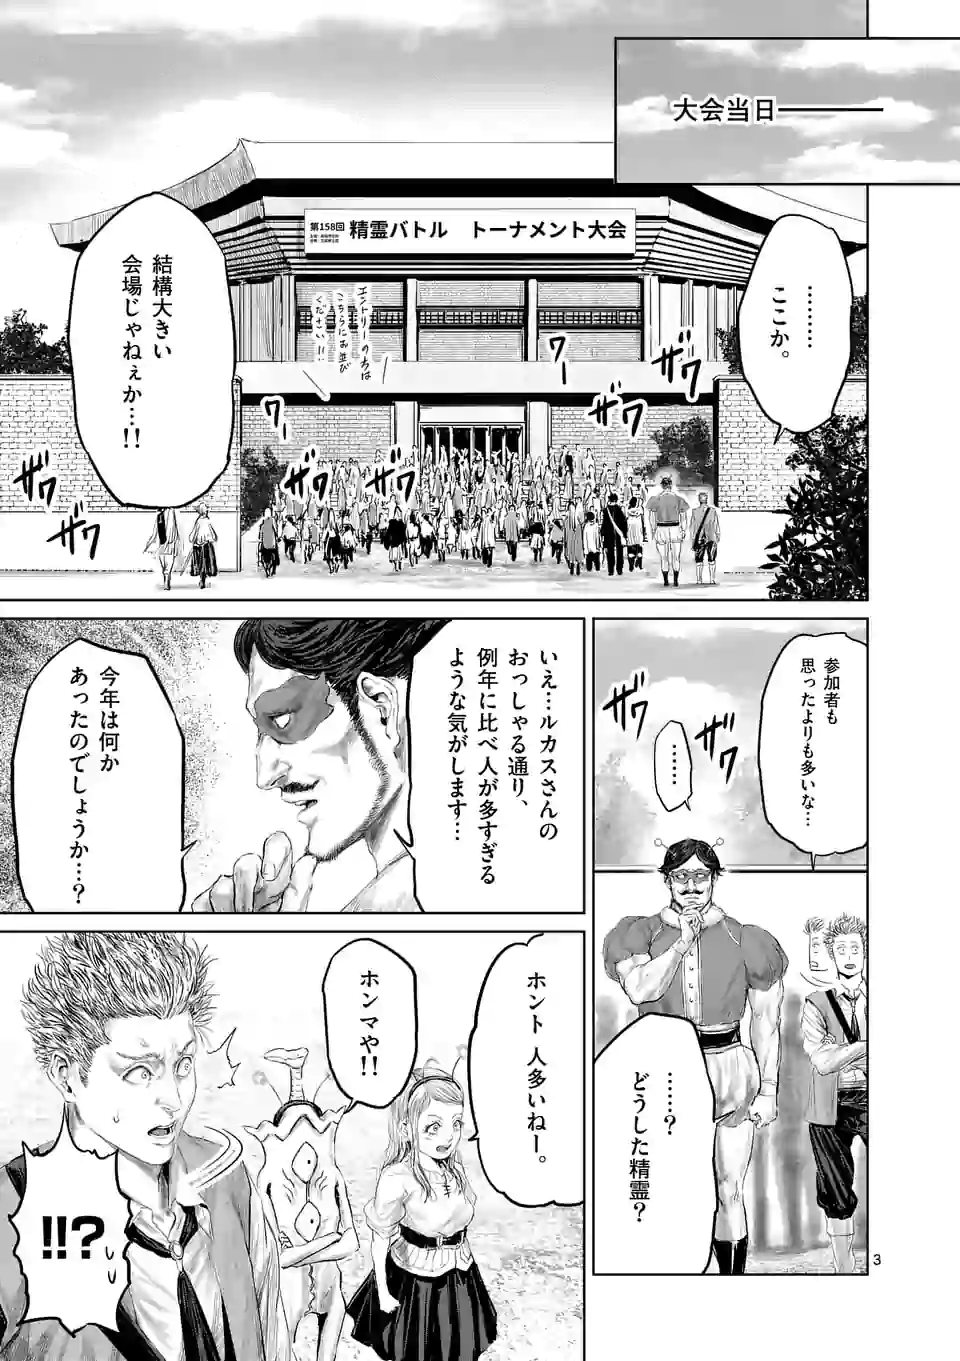 大会当日――――
第158回
精霊バトル トーナメント大会
………
ここか。
エントリーの方は
こちらにお並び
ください!!
結構大きい
会場じゃねぇか…!!
ワー
ワー
ザワ
ザワ
ザワ
ザワ
ザワ
ザワ
参加者も
思ったよりも多いな…
……
……?
どうした精霊?
いえ…ルカスさんの
おっしゃる通り、
例年に比べ人が多すぎる
ような気がします…
今年は何か
あったのでしょうか…?
ホント 人多いねー。
ホンマや!!
!!?
3